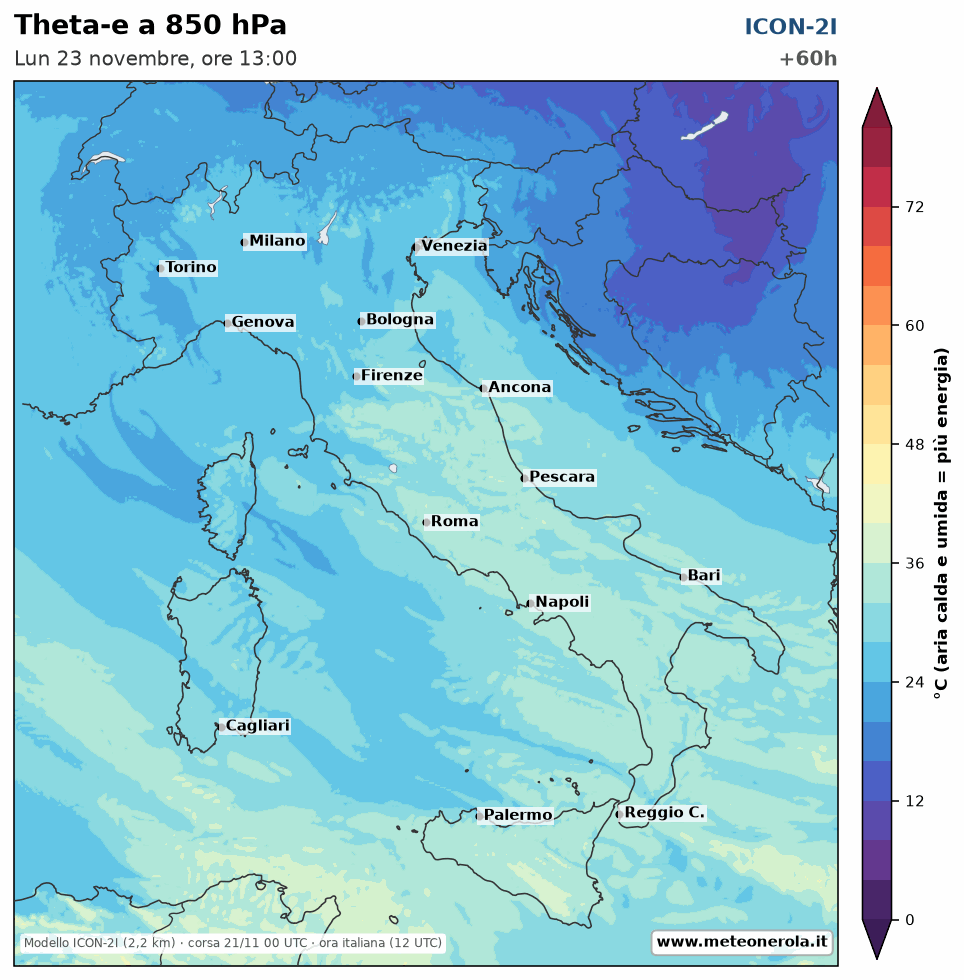 Theta-e a 850 hPa
ICON-2I
Lun 23 novembre, ore 13:00
+60h
Milano
Venezia
Torino
Genova
Bologna
Firenze
Ancona
Pescara
Roma
Bari
Napoli
Cagliari
Palermo
Reggio C.
72
60
48
36
24
12
0
°C (aria calda e umida = più energia)
Modello ICON-2I (2,2 km) · corsa 21/11 00 UTC · ora italiana (12 UTC)
www.meteonerola.it